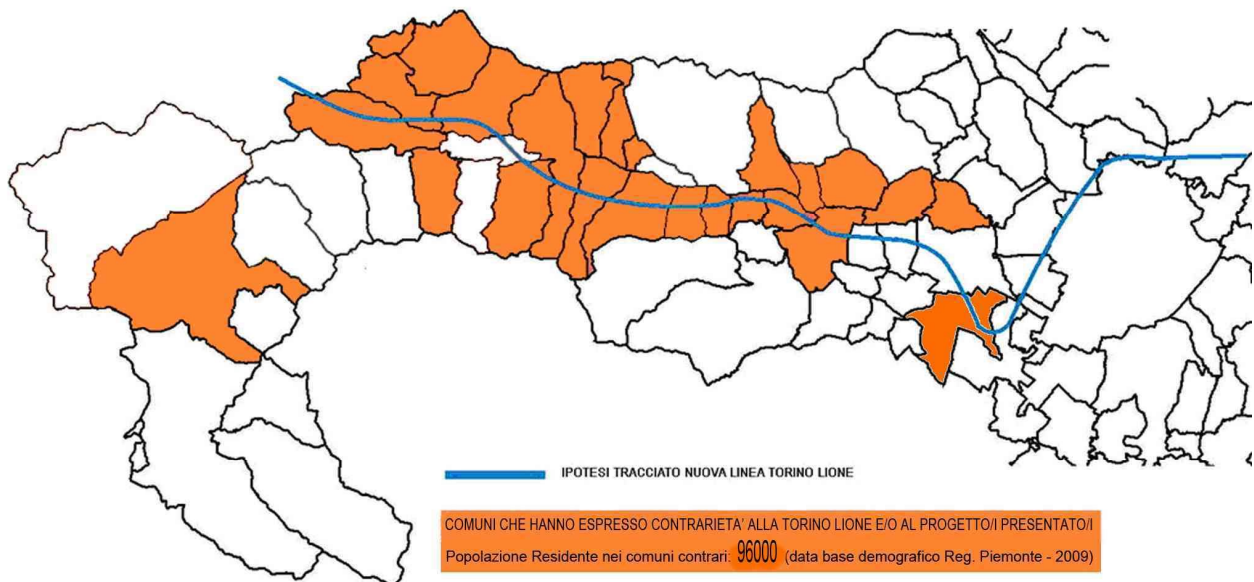 IPOTESI TRACCIATO NUOVA LINEA TORINO LIONE
COMUNI CHE HANNO ESPRESSO CONTRARIETA' ALLA TORINO LIONE E/O AL PROGETTO/I PRESENTATO/I
Popolazione Residente nei comuni contrari: 96000 (data base demografico Reg. Piemonte - 2009)